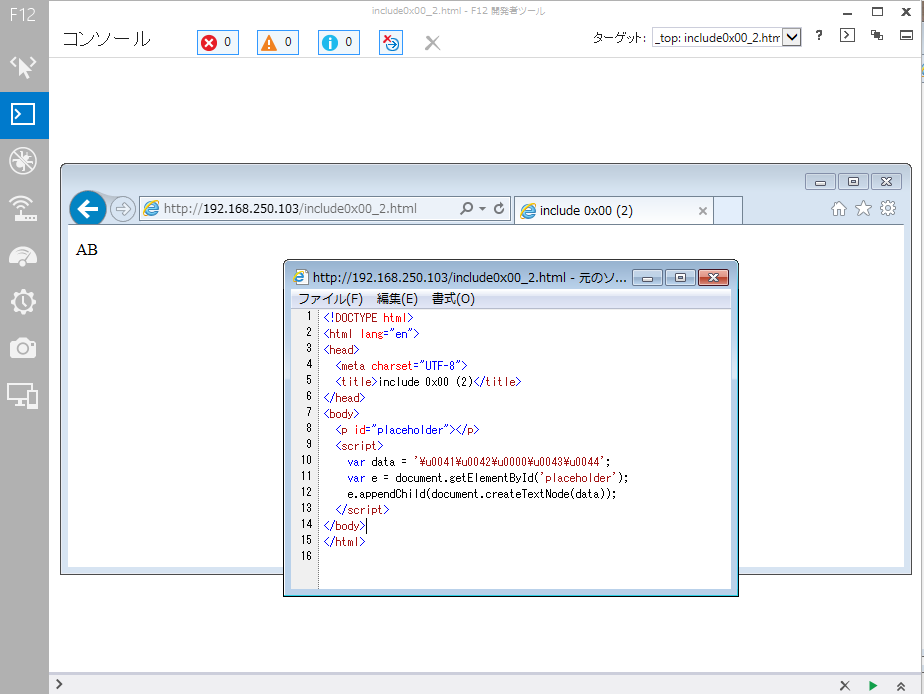 F12
include0x00_2.html - F12 開発者ツール
コンソール
0
0
0
ターゲット:
_top: include0x00_2.htm
?
http://192.168.250.103/include0x00_2.html
include 0x00 (2)
AB
http://192.168.250.103/include0x00_2.html - 元のソ...
ファイル(F) 編集(E) 書式(O)
1 <!DOCTYPE html>
2 <html lang="en">
3 <head>
4 <meta charset="UTF-8">
5 <title>include 0x00 (2)</title>
6 </head>
7 <body>
8 <p id="placeholder"></p>
9 <script>
10 var data = '¥u0041¥u0042¥u0000¥u0043¥u0044';
11 var e = document.getElementById('placeholder');
12 e.appendChild(document.createTextNode(data));
13 </script>
14 </body>
15 </html>
16